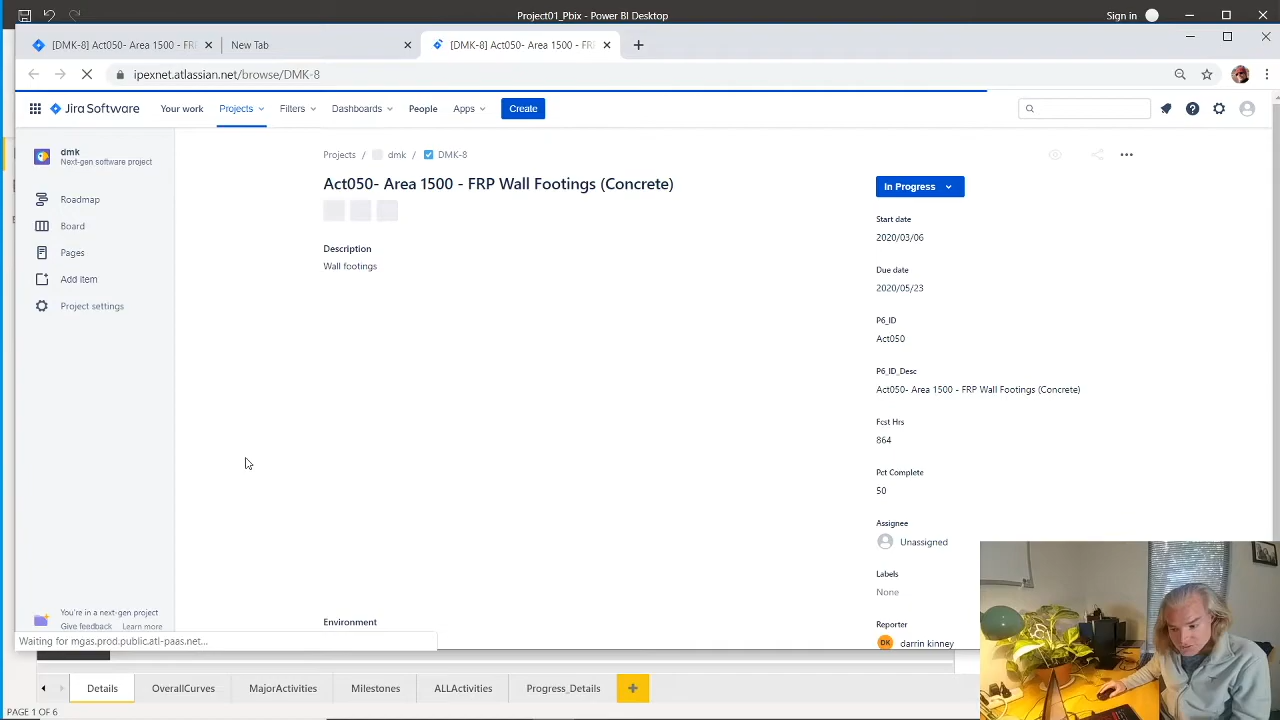 Project01_Pbix - Power BI Desktop
Sign in
[DMK-8] Act050- Area 1500 - FR
New Tab
[DMK-8] Act050- Area 1500 - FR
ipexnet.atlassian.net/browse/DMK-8
Jira Software
Your work
Projects
Filters
Dashboards
People
Apps
Create
dmk
Next-gen software project
Roadmap
Board
Pages
Add item
Project settings
You're in a next-gen project
Give feedback
Learn more
Projects / dmk / DMK-8
Act050- Area 1500 - FRP Wall Footings (Concrete)
Description
Wall footings
Environment
In Progress
Start date
2020/03/06
Due date
2020/05/23
P6_ID
Act050
P6_ID_Desc
Act050- Area 1500 - FRP Wall Footings (Concrete)
Fcst Hrs
864
Pct Complete
50
Assignee
Unassigned
Labels
None
Reporter
DK darrin kinney
Waiting for mgas.prod.public.atl-paas.net...
Details
OverallCurves
MajorActivities
Milestones
ALLActivities
Progress_Details
PAGE 1 OF 6